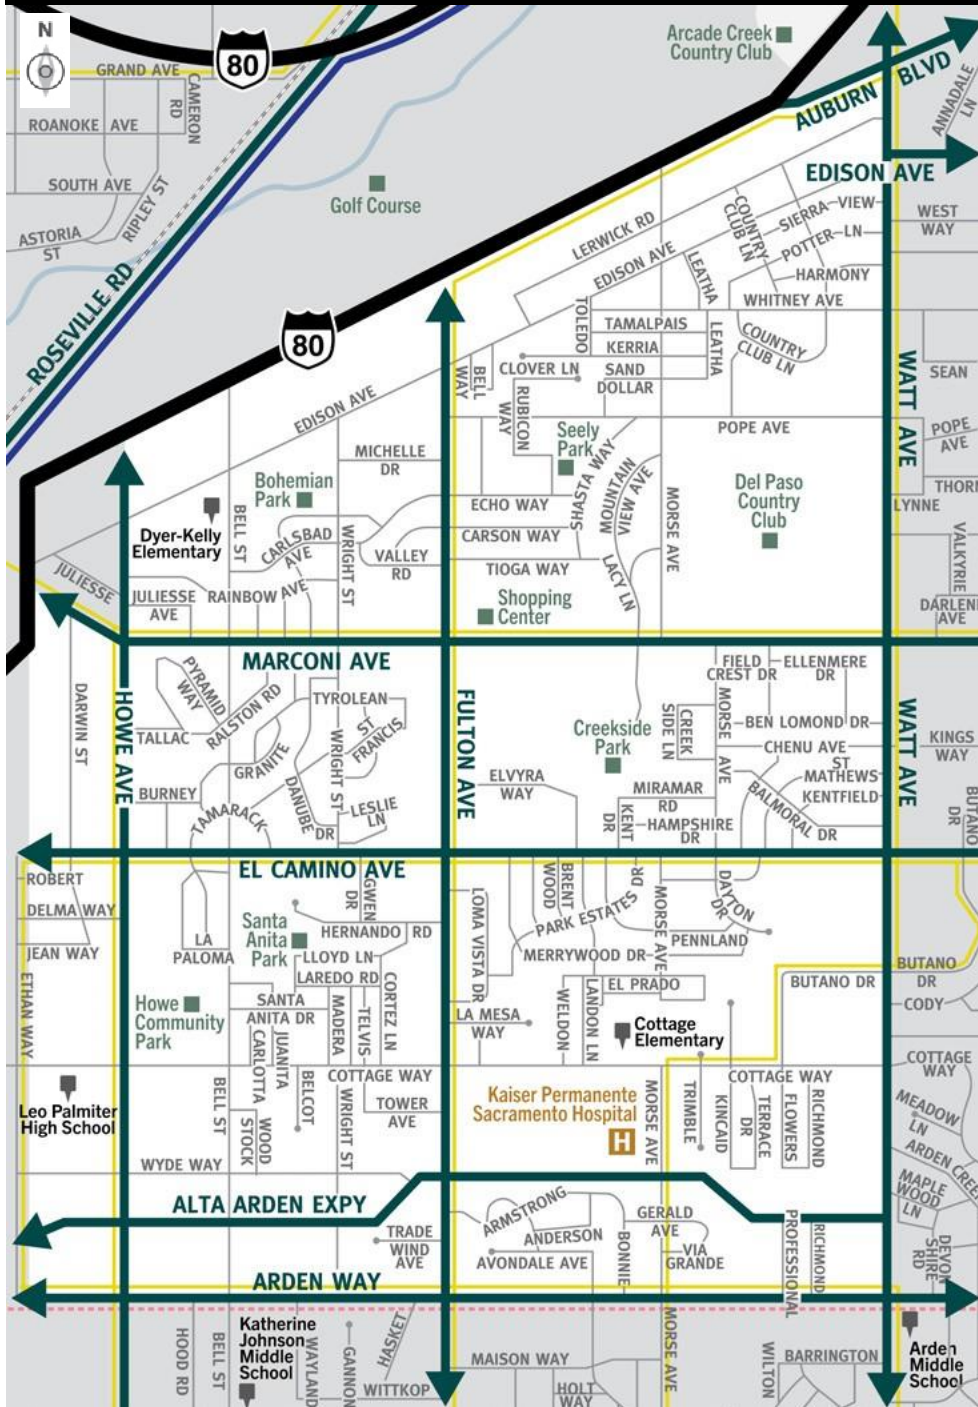 N
80
GRAND AVE
CAMERON
RD
Arcade Creek
Country Club
AUBURN BLVD
ANNADALE
LN
ROANOKE AVE
SOUTH AVE
RIPLEY ST
ASTORIA
ST
Golf Course
EDISON AVE
ROSEVILLE RD
80
LERWICK RD
EDISON AVE
COUNTRY
CLUB LN
SIERRA VIEW
POTTER LN
HARMONY
WEST
WAY
LEATHA
WHITNEY AVE
TOLEDO
TAMALPAIS
KERRIA
LEATHA
COUNTRY
CLUB LN
BELL
WAY
CLOVER LN
SAND
DOLLAR
RUBICON
WAY
WATT AVE
SEAN
EDISON AVE
POPE AVE
POPE
AVE
MICHELLE
DR
Seely
Park
SHASTA WAY
MOUNTAIN
VIEW AVE
MORSE AVE
Del Paso
Country
Club
THORN
LYNNE
Bohemian
Park
Dyer-Kelly
Elementary
BELL ST
CARLSBAD
AVE
WRIGHT ST
ECHO WAY
CARSON WAY
VALLEY
RD
TIOGA WAY
LACY LN
VALKYRIE
JULIESSE
JULIESSE
AVE
RAINBOW AVE
Shopping
Center
DARLENE
AVE
MARCONI AVE
DARWIN ST
HOWE AVE
PYRAMID
WAY
TALLAC
RALSTON RD
TYROLEAN
ST
FRANCIS
GRANITE
WRIGHT ST
DANUBE
DR
LESLIE
LN
BURNEY
TAMARACK
FULTON AVE
FIELD
CREST DR
ELLENMERE
DR
MORSE
AVE
CREEK
SIDE LN
BEN LOMOND DR
Creekside
Park
CHENU AVE
ST
MATHEWS
KENTFIELD
BALMORAL DR
ELVYRA
WAY
MIRAMAR
RD
KENT
DR
HAMPSHIRE
DR
WATT AVE
KINGS
WAY
BUTANO
DR
EL CAMINO AVE
ROBERT
DELMA WAY
JEAN WAY
ETHAN WAY
LA
PALOMA
GWEN
DR
HERNANDO RD
Santa
Anita
Park
LLOYD LN
LAREDO RD
CORTEZ LN
SANTA
ANITA DR
MADERA
TELVIS
Howe
Community
Park
CARLOTTA
JUANITA
LOMA VISTA DR
BRENT
WOOD
DR
PARK ESTATES
MORSE AVE
DAYTON
DR
PENNLAND
MERRYWOOD DR
EL PRADO
WELDON
LANDON LN
LA MESA
WAY
Cottage
Elementary
BUTANO DR
BUTANO
DR
CODY
COTTAGE WAY
BELCOT
COTTAGE WAY
COTTAGE
WAY
Leo Palmiter
High School
BELL ST
WOOD
STOCK
WRIGHT ST
TOWER
AVE
Kaiser Permanente
Sacramento Hospital
H
MORSE AVE
TRIMBLE
KINCAID
TERRACE
DR
FLOWERS
RICHMOND
MEADOW
LN
ARDEN CREEK
MAPLE
WOOD
LN
WYDE WAY
ALTA ARDEN EXPY
TRADE
WIND
AVE
ARMSTRONG
ANDERSON
AVONDALE AVE
BONNIE
GERALD
AVE
VIA
GRANDE
PROFESSIONAL
RICHMOND
DEVON
SHIRE
RD
ARDEN WAY
HOOD RD
BELL ST
Katherine
Johnson
Middle
School
WAYLAND
GANNON
HASKET
WITTKOP
MAISON WAY
HOLT
WAY
MORSE AVE
WILTON
BARRINGTON
Arden
Middle
School